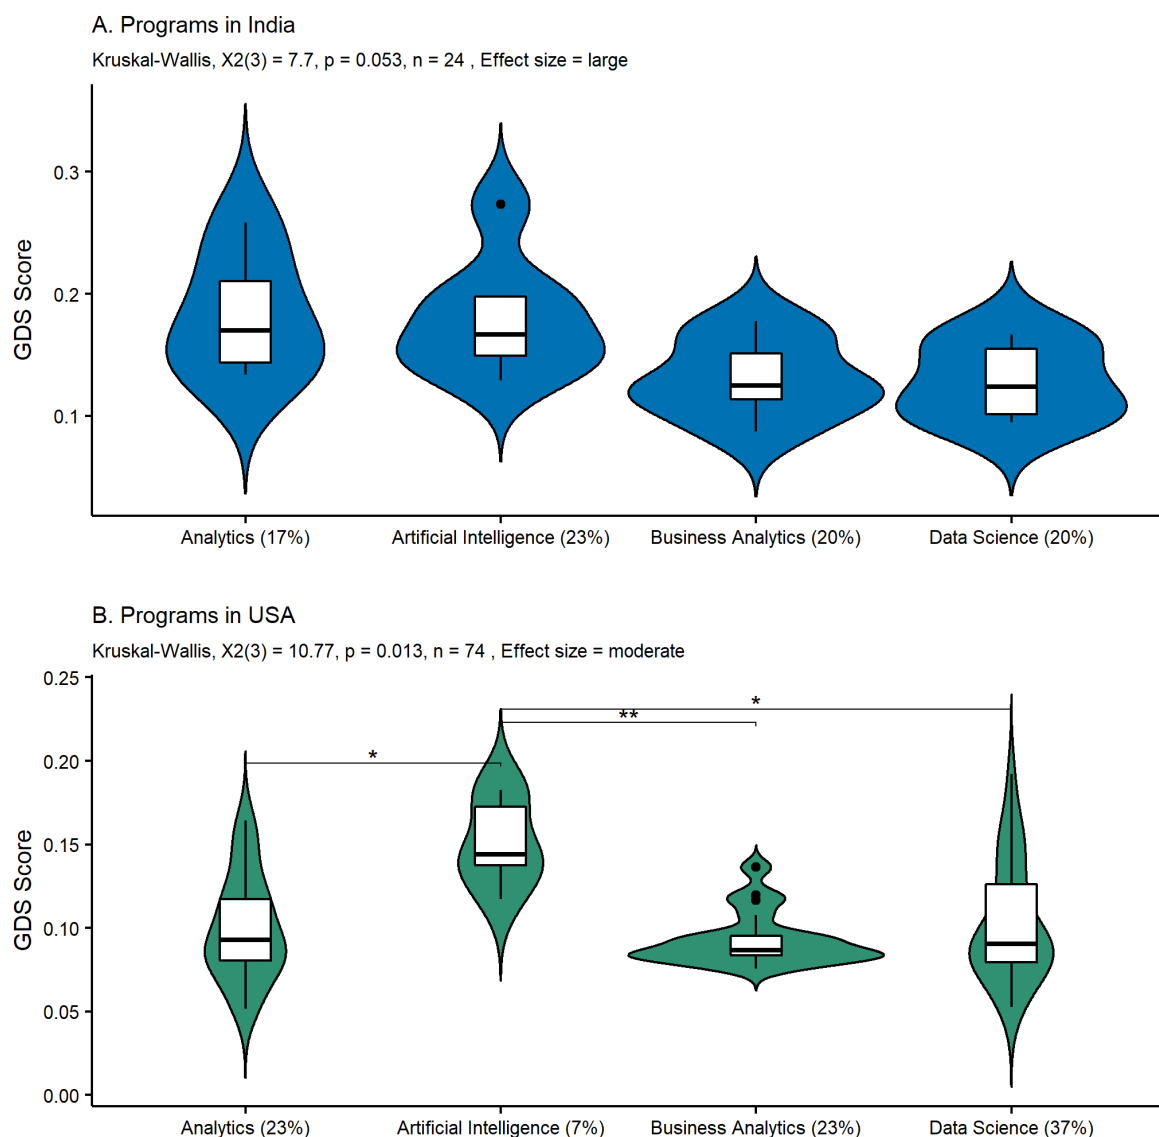 A. Programs in India
Kruskal-Wallis, X2(3) = 7.7, p = 0.053, n = 24 , Effect size = large
GDS Score
0.3
0.2
0.1
Analytics (17%) Artificial Intelligence (23%) Business Analytics (20%) Data Science (20%)
B. Programs in USA
Kruskal-Wallis, X2(3) = 10.77, p = 0.013, n = 74 , Effect size = moderate
GDS Score
0.25
*
**
0.20
*
0.15
0.10
0.05
0.00
Analytics (23%) Artificial Intelligence (7%) Business Analytics (23%) Data Science (37%)